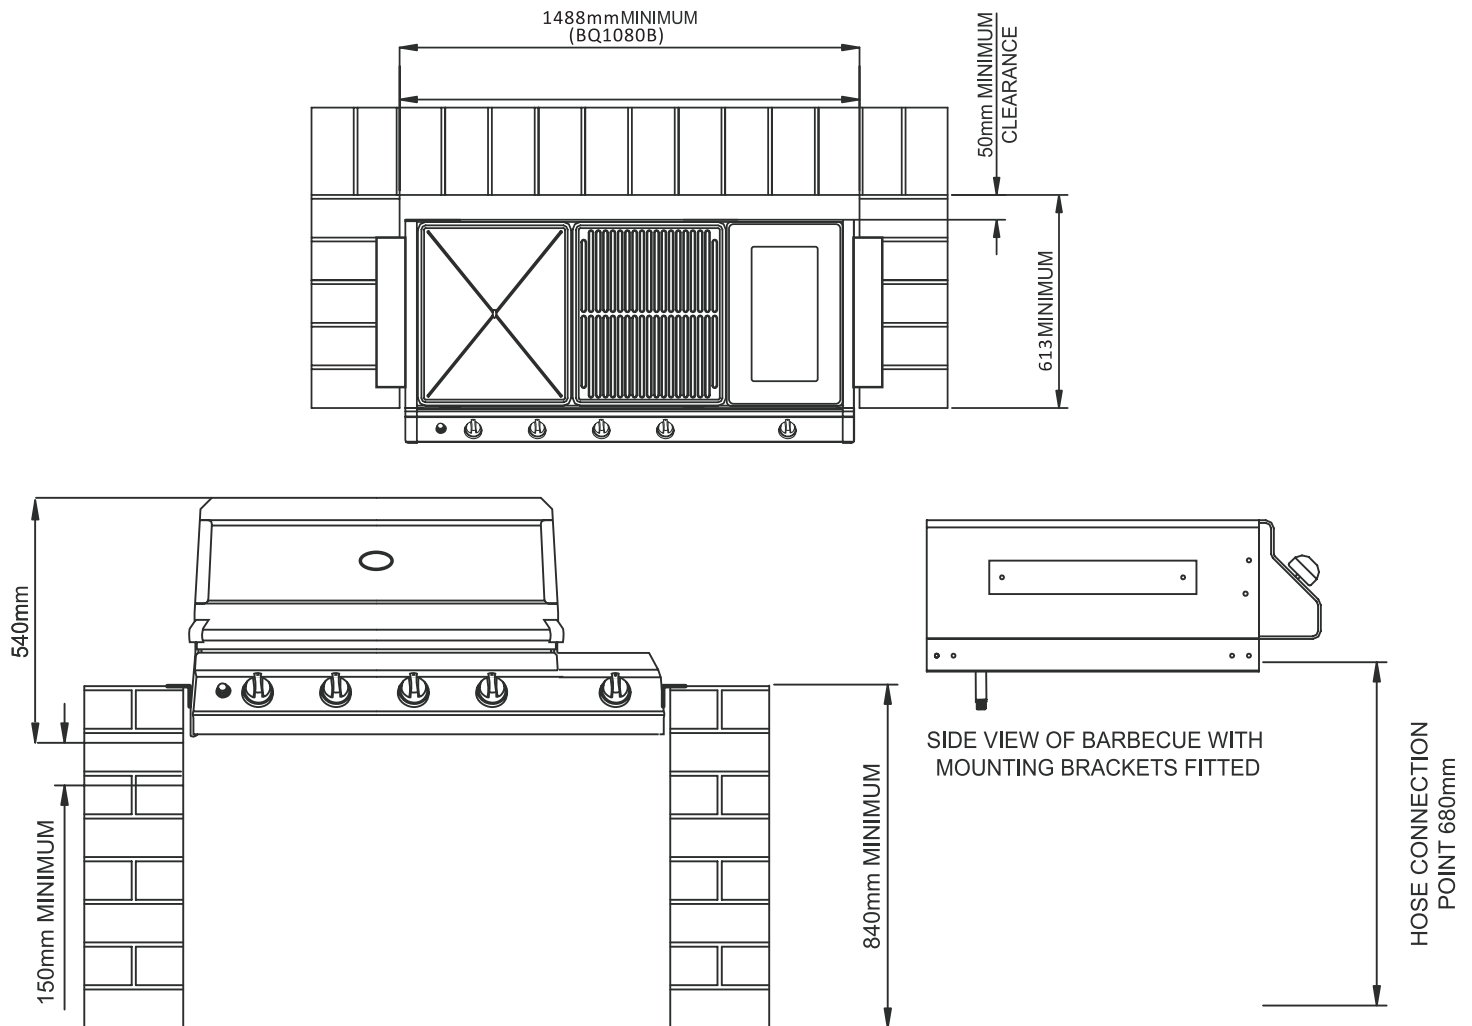 1488mmMINIMUM
(BQ1080B)
50mm MINIMUM
CLEARANCE
613MINIMUM
540mm
150mm MINIMUM
840mm MINIMUM
SIDE VIEW OF BARBECUE WITH
MOUNTING BRACKETS FITTED
HOSE CONNECTION
POINT 680mm